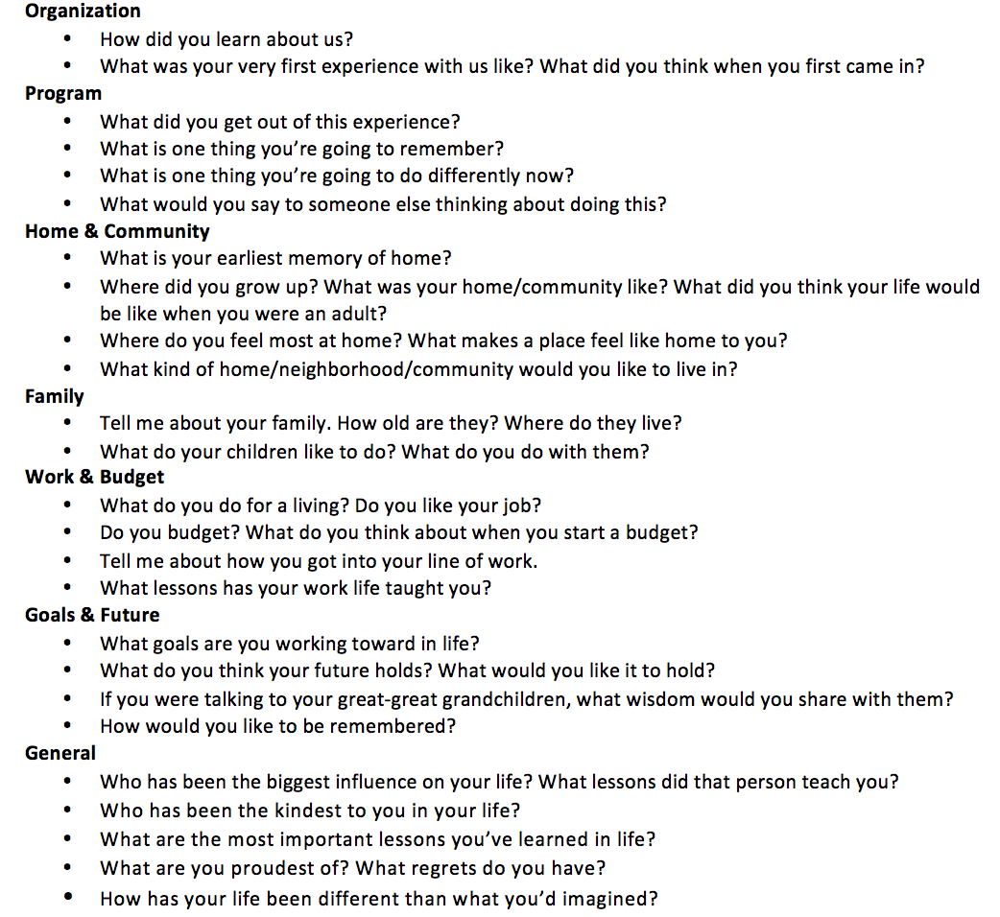 Organization
• How did you learn about us?
• What was your very first experience with us like? What did you think when you first came in?
Program
• What did you get out of this experience?
• What is one thing you’re going to remember?
• What is one thing you’re going to do differently now?
• What would you say to someone else thinking about doing this?
Home & Community
• What is your earliest memory of home?
• Where did you grow up? What was your home/community like? What did you think your life would
be like when you were an adult?
• Where do you feel most at home? What makes a place feel like home to you?
• What kind of home/neighborhood/community would you like to live in?
Family
• Tell me about your family. How old are they? Where do they live?
• What do your children like to do? What do you do with them?
Work & Budget
• What do you do for a living? Do you like your job?
• Do you budget? What do you think about when you start a budget?
• Tell me about how you got into your line of work.
• What lessons has your work life taught you?
Goals & Future
• What goals are you working toward in life?
• What do you think your future holds? What would you like it to hold?
• If you were talking to your great-great grandchildren, what wisdom would you share with them?
• How would you like to be remembered?
General
• Who has been the biggest influence on your life? What lessons did that person teach you?
• Who has been the kindest to you in your life?
• What are the most important lessons you’ve learned in life?
• What are you proudest of? What regrets do you have?
• How has your life been different than what you’d imagined?